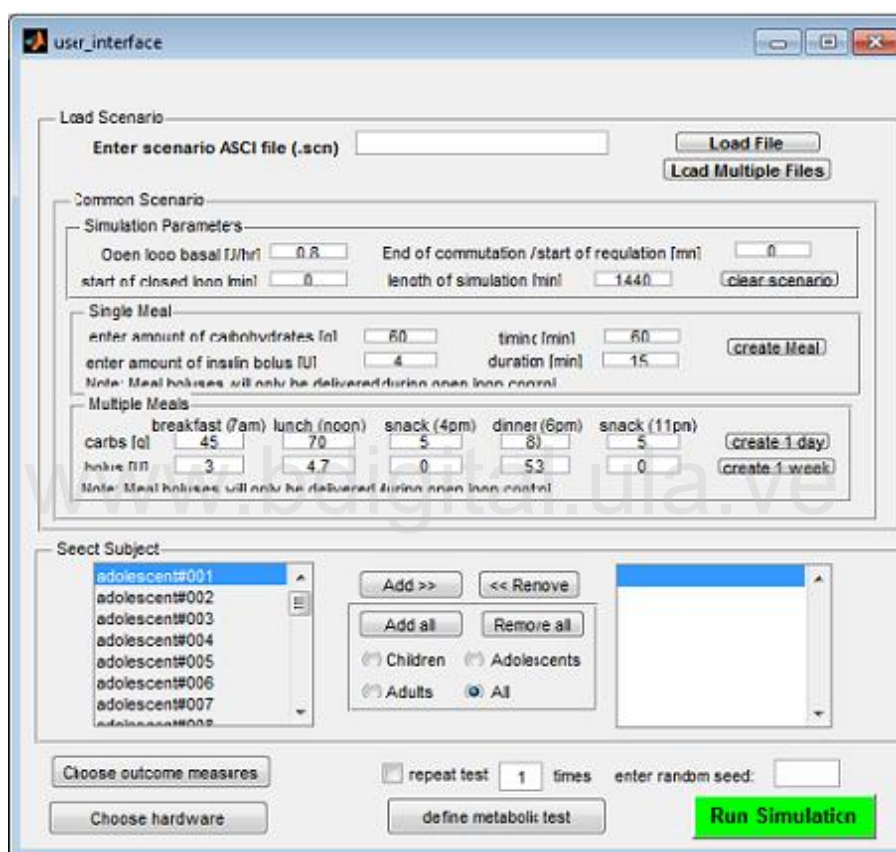 user_interface
Load Scenario
Enter scenario ASCI file (.scn)
Load File
Load Multiple Files
Common Scenario
Simulation Parameters
Open loop basal [U/hr] 0.8 End of commutation /start of regulation [mn] 0
start of closed loop [min] 0 length of simulation [min] 1440 clear scenario
Single Meal
enter amount of carbohydrates [g] 60 timing [min] 60
create Meal
enter amount of insulin bolus [U] 4 duration [min] 15
Note: Meal boluses will only be delivered during open loop control
Multiple Meals
breakfast (7am) lunch (noon) snack (4pm) dinner (6pm) snack (11pm)
carbs [g] 45 70 5 80 5 create 1 day
bolus [U] 3 4.7 0 5.3 0 create 1 week
Note: Meal boluses will only be delivered during open loop control
www.bdigital.ula.ve
Seect Subject
adolescent#001
adolescent#002
adolescent#003
adolescent#004
adolescent#005
adolescent#006
adolescent#007
adolescent#008
Add >> << Remove
Add all Remove all
Children Adolescents
Adults All
Choose outcome measures
repeat test 1 times enter random seed:
Choose hardware
define metabolic test
Run Simulation